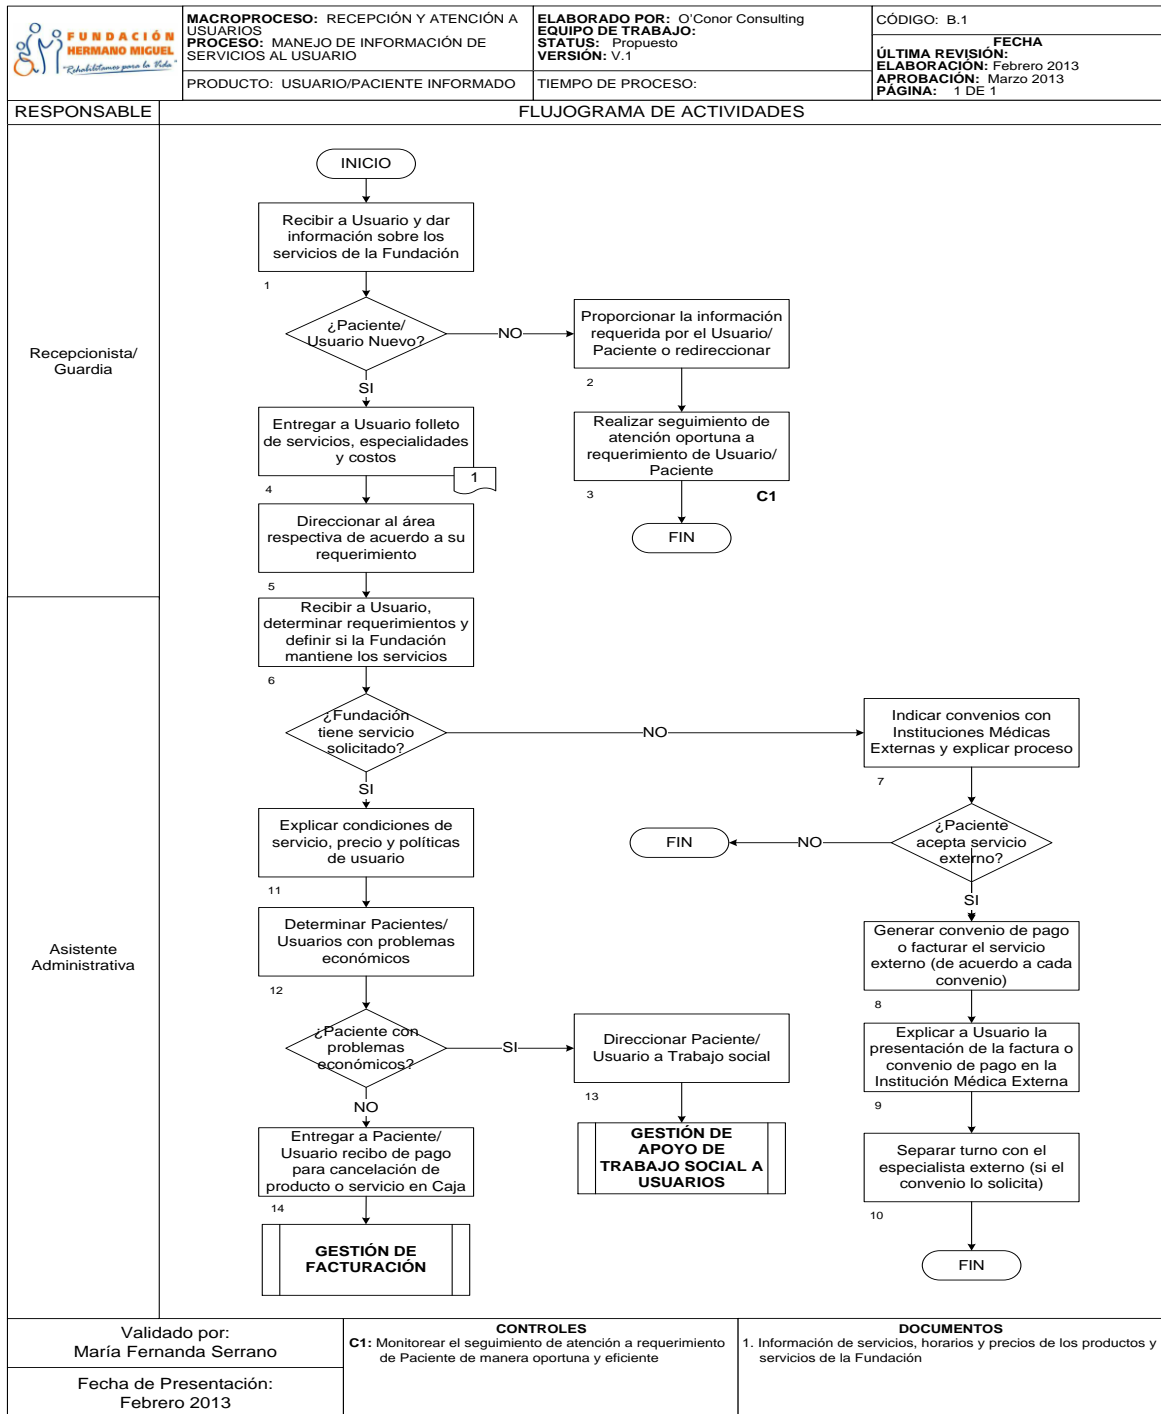 FUNDACIÓN
HERMANO MIGUEL
"Rehabilitamos para la Vida"
MACROPROCESO: RECEPCIÓN Y ATENCIÓN A
USUARIOS
PROCESO: MANEJO DE INFORMACIÓN DE
SERVICIOS AL USUARIO
PRODUCTO: USUARIO/PACIENTE INFORMADO
ELABORADO POR: O'Conor Consulting
EQUIPO DE TRABAJO:
STATUS: Propuesto
VERSIÓN: V.1
TIEMPO DE PROCESO:
CÓDIGO: B.1
FECHA
ÚLTIMA REVISIÓN:
ELABORACIÓN: Febrero 2013
APROBACIÓN: Marzo 2013
PÁGINA: 1 DE 1
RESPONSABLE
FLUJOGRAMA DE ACTIVIDADES
Recepcionista/
Guardia
INICIO
Recibir a Usuario y dar
información sobre los
servicios de la Fundación
1
¿Paciente/
Usuario Nuevo?
NO
Proporcionar la información
requerida por el Usuario/
Paciente o redireccionar
2
SI
Realizar seguimiento de
atención oportuna a
requerimiento de Usuario/
Paciente
3
C1
FIN
Entregar a Usuario folleto
de servicios, especialidades
y costos
1
4
Direccionar al área
respectiva de acuerdo a su
requerimiento
5
Asistente
Administrativa
Recibir a Usuario,
determinar requerimientos y
definir si la Fundación
mantiene los servicios
6
¿Fundación
tiene servicio
solicitado?
NO
Indicar convenios con
Instituciones Médicas
Externas y explicar proceso
7
SI
¿Paciente
acepta servicio
externo?
NO
FIN
SI
Explicar condiciones de
servicio, precio y políticas
de usuario
11
Generar convenio de pago
o facturar el servicio
externo (de acuerdo a cada
convenio)
8
Determinar Pacientes/
Usuarios con problemas
económicos
12
Explicar a Usuario la
presentación de la factura o
convenio de pago en la
Institución Médica Externa
9
¿Paciente con
problemas
económicos?
SI
Direccionar Paciente/
Usuario a Trabajo social
13
NO
GESTIÓN DE
APOYO DE
TRABAJO SOCIAL A
USUARIOS
Separar turno con el
especialista externo (si el
convenio lo solicita)
10
FIN
Entregar a Paciente/
Usuario recibo de pago
para cancelación de
producto o servicio en Caja
14
GESTIÓN DE
FACTURACIÓN
Validado por:
María Fernanda Serrano
Fecha de Presentación:
Febrero 2013
CONTROLES
C1: Monitorear el seguimiento de atención a requerimiento
de Paciente de manera oportuna y eficiente
DOCUMENTOS
1. Información de servicios, horarios y precios de los productos y
servicios de la Fundación